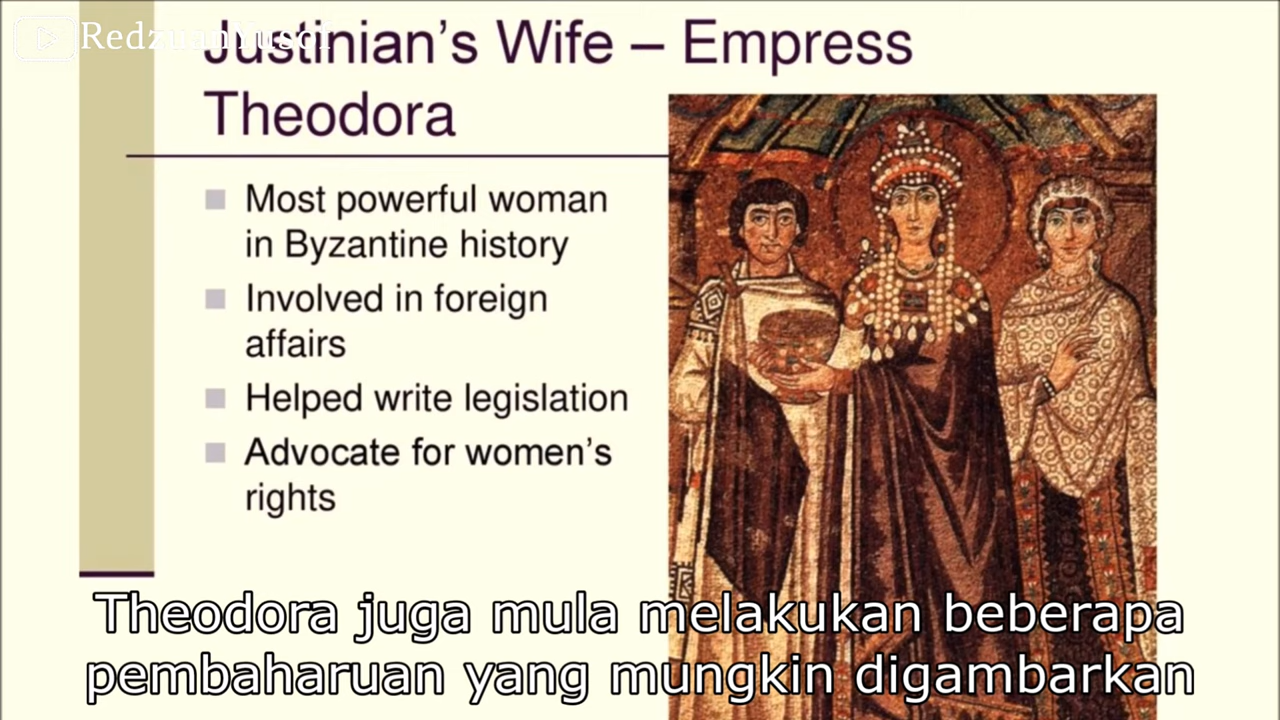 RedzuanYusof
Justinian's Wife – Empress
Theodora
Most powerful woman
in Byzantine history
Involved in foreign
affairs
Helped write legislation
Advocate for women's
rights
Theodora juga mula melakukan beberapa
pembaharuan yang mungkin digambarkan